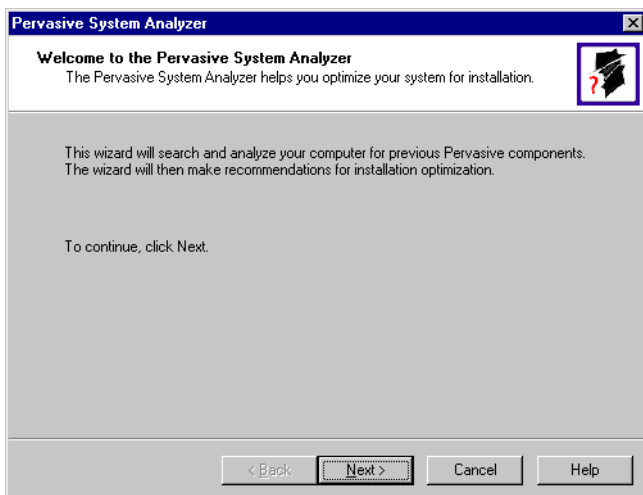 Pervasive System Analyzer
Welcome to the Pervasive System Analyzer
The Pervasive System Analyzer helps you optimize your system for installation.
?
This wizard will search and analyze your computer for previous Pervasive components.
The wizard will then make recommendations for installation optimization.
To continue, click Next.
< Back Next > Cancel Help